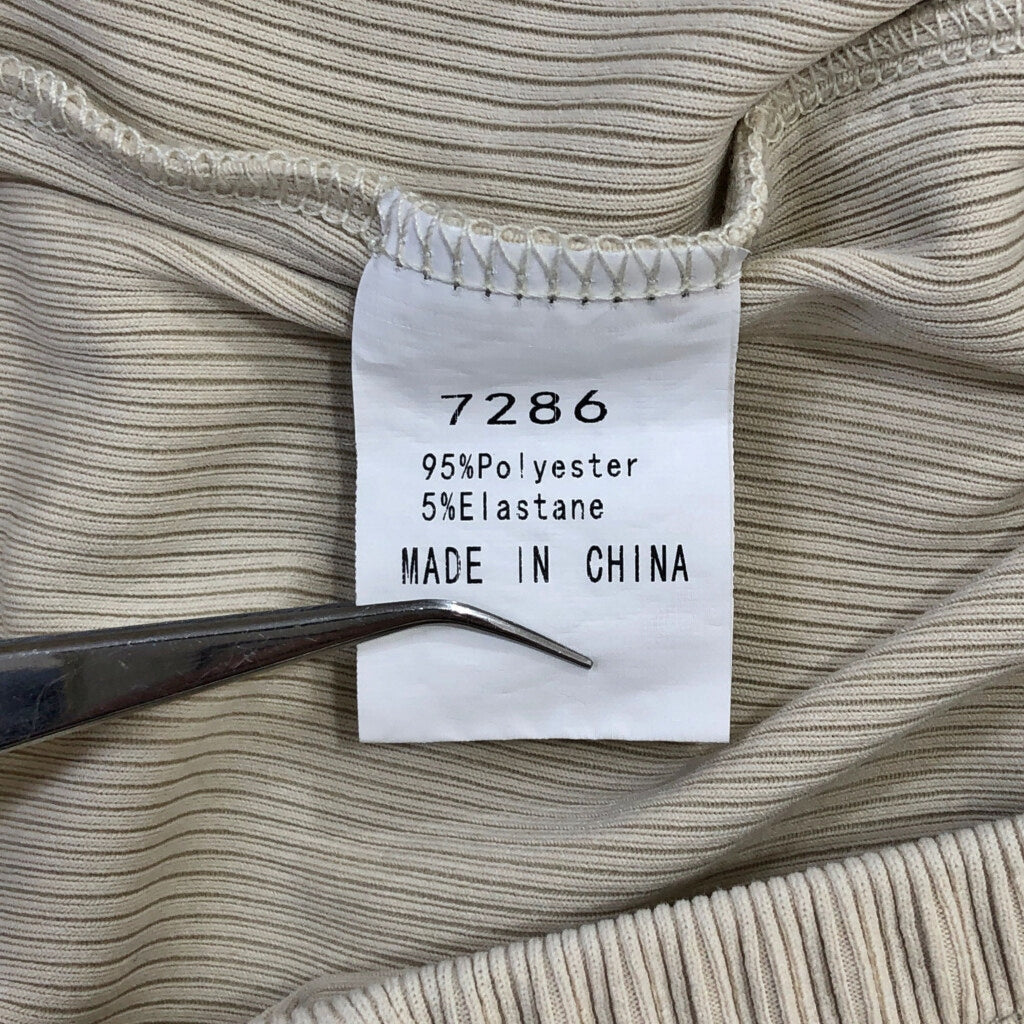 7286
95%Polyester
5%Elastane
MADE IN CHINA